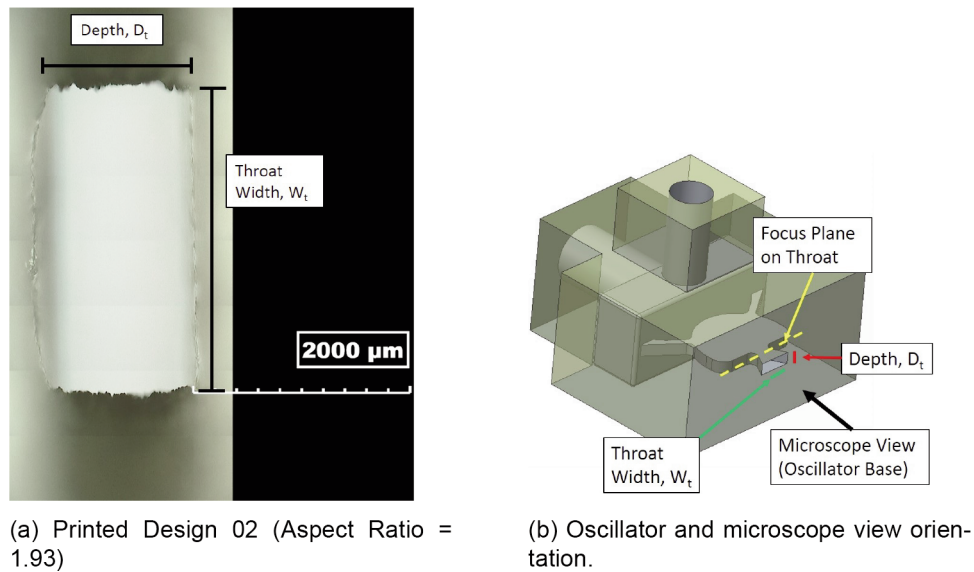 Depth, Dₜ
Throat
Width, Wₜ
2000 µm
(a) Printed Design 02 (Aspect Ratio =
1.93)
Focus Plane
on Throat
Depth, Dₜ
Throat
Width, Wₜ
Microscope View
(Oscillator Base)
(b) Oscillator and microscope view orien-
tation.